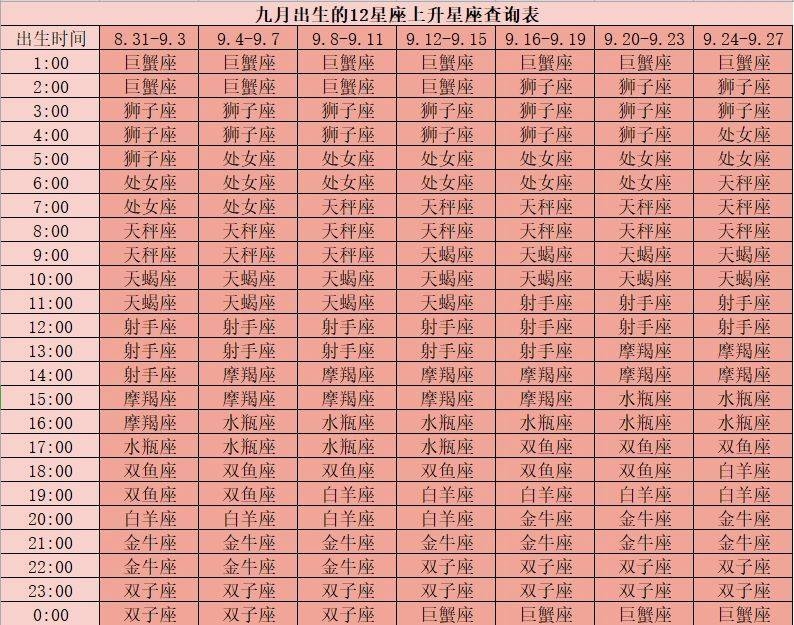 九月出生的12星座上升星座查询表
出生时间 8.31-9.3 9.4-9.7 9.8-9.11 9.12-9.15 9.16-9.19 9.20-9.23 9.24-9.27
1:00 巨蟹座 巨蟹座 巨蟹座 巨蟹座 巨蟹座 巨蟹座 巨蟹座
2:00 巨蟹座 巨蟹座 巨蟹座 巨蟹座 狮子座 狮子座 狮子座
3:00 狮子座 狮子座 狮子座 狮子座 狮子座 狮子座 狮子座
4:00 狮子座 狮子座 狮子座 狮子座 狮子座 狮子座 处女座
5:00 狮子座 处女座 处女座 处女座 处女座 处女座 处女座
6:00 处女座 处女座 处女座 处女座 处女座 处女座 天秤座
7:00 处女座 处女座 天秤座 天秤座 天秤座 天秤座 天秤座
8:00 天秤座 天秤座 天秤座 天秤座 天秤座 天秤座 天秤座
9:00 天秤座 天秤座 天秤座 天蝎座 天蝎座 天蝎座 天蝎座
10:00 天蝎座 天蝎座 天蝎座 天蝎座 天蝎座 天蝎座 天蝎座
11:00 天蝎座 天蝎座 天蝎座 天蝎座 射手座 射手座 射手座
12:00 射手座 射手座 射手座 射手座 射手座 射手座 射手座
13:00 射手座 射手座 射手座 射手座 射手座 摩羯座 摩羯座
14:00 射手座 摩羯座 摩羯座 摩羯座 摩羯座 摩羯座 摩羯座
15:00 摩羯座 摩羯座 摩羯座 摩羯座 摩羯座 水瓶座 水瓶座
16:00 摩羯座 水瓶座 水瓶座 水瓶座 水瓶座 水瓶座 水瓶座
17:00 水瓶座 水瓶座 水瓶座 水瓶座 双鱼座 双鱼座 双鱼座
18:00 双鱼座 双鱼座 双鱼座 双鱼座 双鱼座 双鱼座 白羊座
19:00 双鱼座 双鱼座 白羊座 白羊座 白羊座 白羊座 白羊座
20:00 白羊座 白羊座 白羊座 白羊座 金牛座 金牛座 金牛座
21:00 金牛座 金牛座 金牛座 金牛座 金牛座 金牛座 金牛座
22:00 金牛座 金牛座 金牛座 双子座 双子座 双子座 双子座
23:00 双子座 双子座 双子座 双子座 双子座 双子座 双子座
0:00 双子座 双子座 双子座 巨蟹座 巨蟹座 巨蟹座 巨蟹座